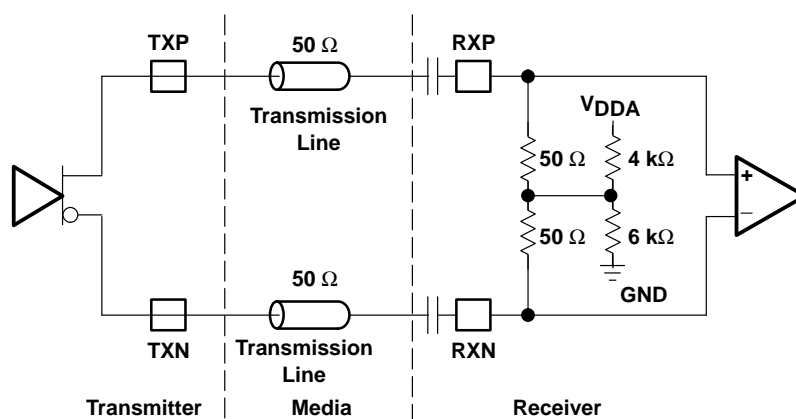 TXP
50 Ω
RXP
Transmission
Line
VDDA
50 Ω
4 kΩ
+
50 Ω
6 kΩ
−
GND
50 Ω
TXN
Transmission
Line
RXN
Transmitter
Media
Receiver